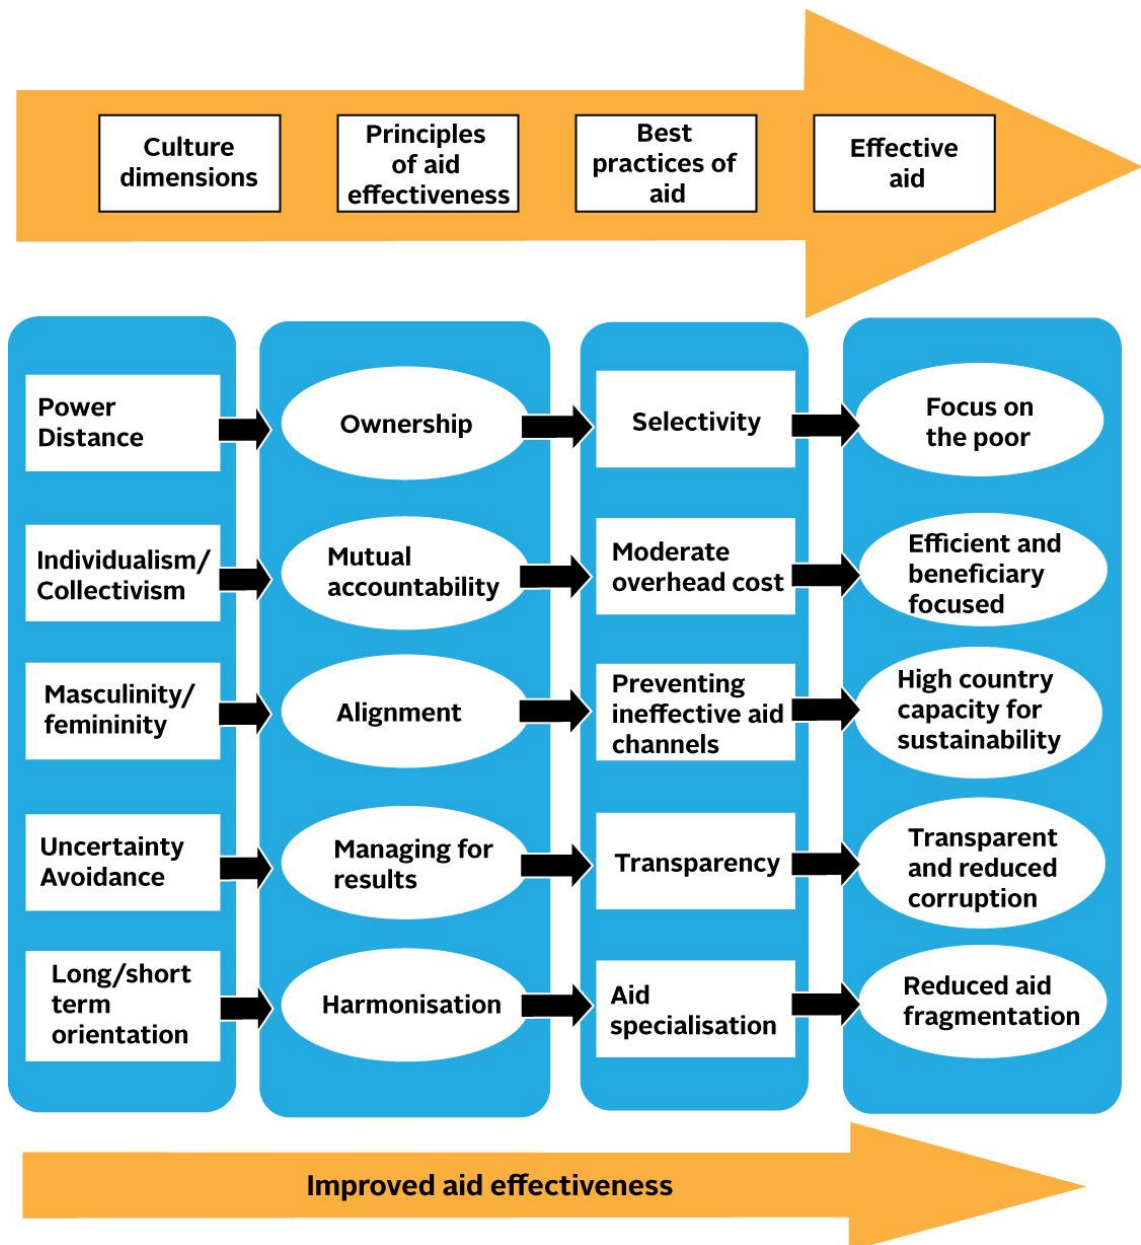 Culture
dimensions
Principles
of aid
effectiveness
Best
practices of
aid
Effective
aid
Power
Distance
Ownership
Selectivity
Focus on
the poor
Individualism/
Collectivism
Mutual
accountability
Moderate
overhead cost
Efficient and
beneficiary
focused
Masculinity/
femininity
Alignment
Preventing
ineffective aid
channels
High country
capacity for
sustainability
Uncertainty
Avoidance
Managing for
results
Transparency
Transparent
and reduced
corruption
Long/short
term
orientation
Harmonisation
Aid
specialisation
Reduced aid
fragmentation
Improved aid effectiveness